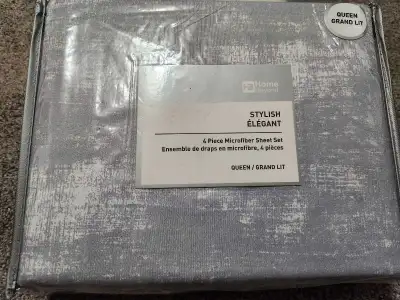 QUEEN
GRAND LIT
Home
STYLISH
ÉLÉGANT
4 Piece Microfiber Sheet Set
Ensemble de draps en microfibre, 4 pièces
QUEEN / GRAND LIT